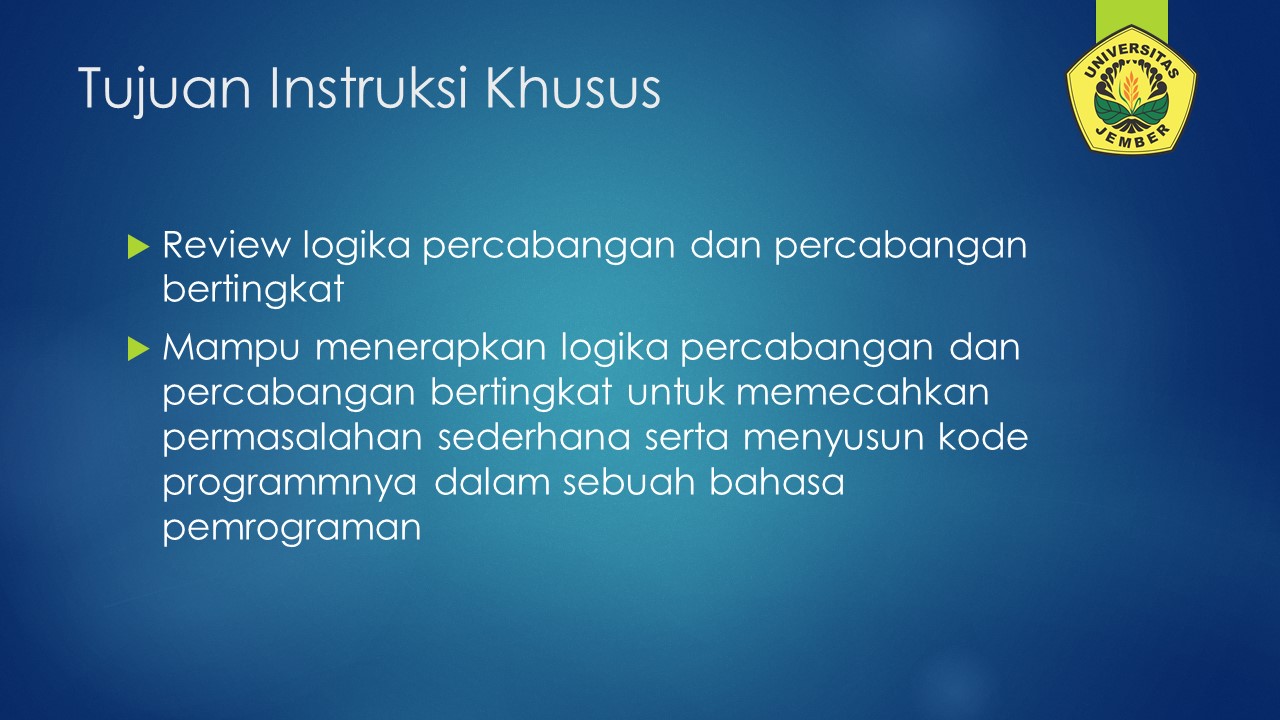 Tujuan Instruksi Khusus
UNIVERSITAS
JEMBER
Review logika percabangan dan percabangan
bertingkat
Mampu menerapkan logika percabangan dan
percabangan bertingkat untuk memecahkan
permasalahan sederhana serta menyusun kode
programmnya dalam sebuah bahasa
pemrograman